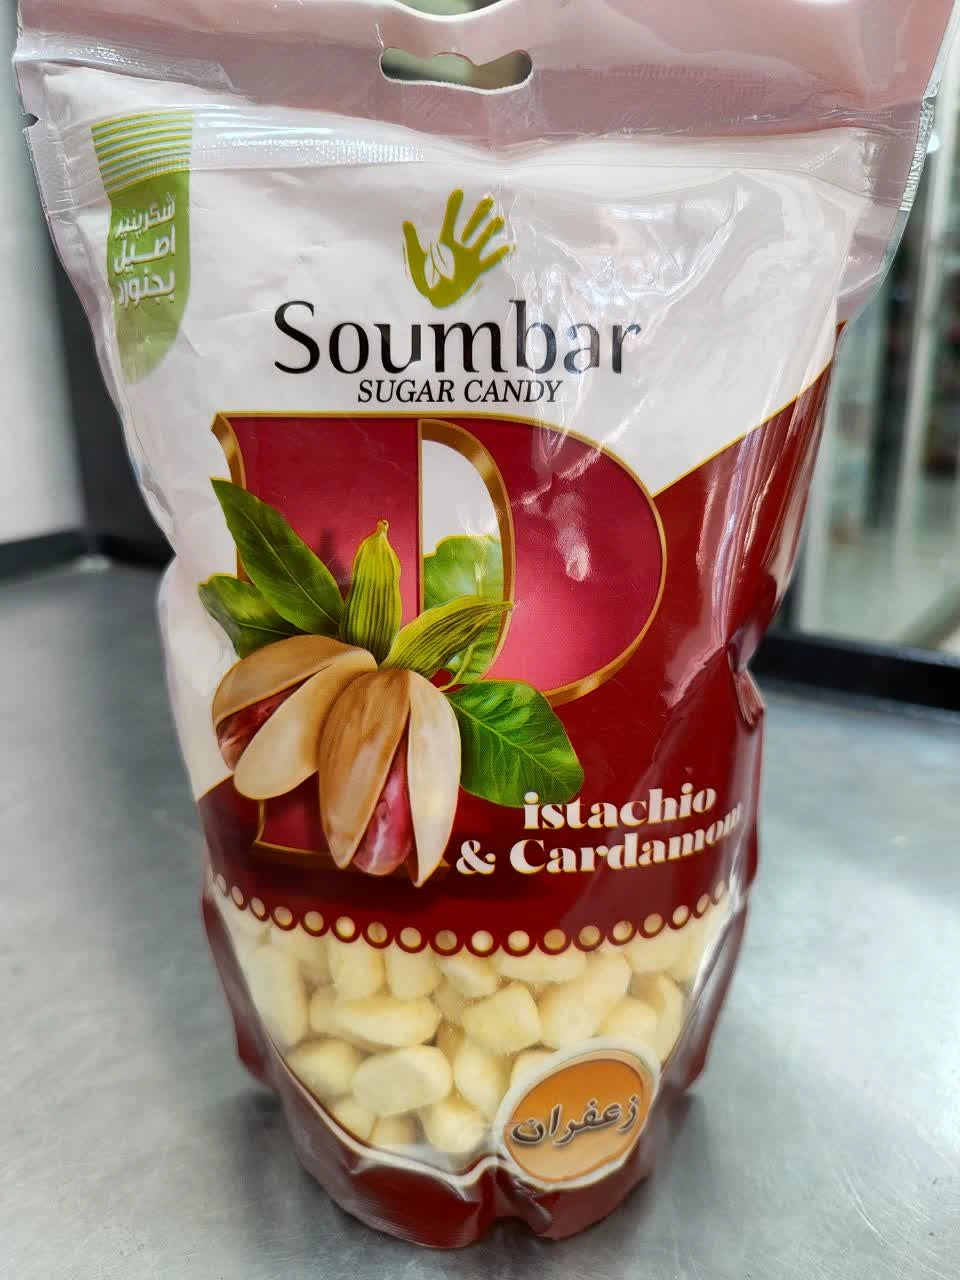 شکرپنیر
اصیل
بجنورد
Soumbar
SUGAR CANDY
P
istachio
& Cardamom
زعفران